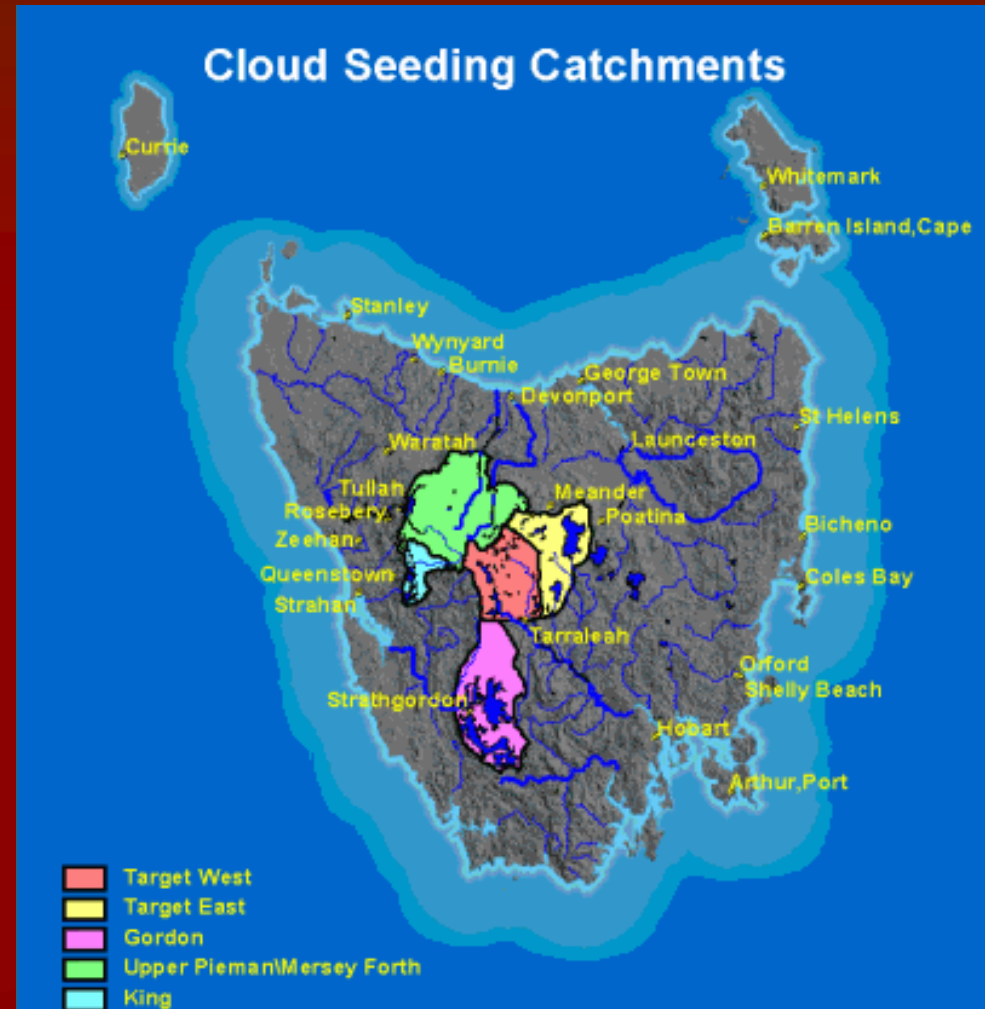 Cloud Seeding Catchments
Currie
Whitemark
Barren Island,Cape
Stanley
Wynyard
Burnie
George Town
Devonport
St Helens
Launceston
Waratah
Tullah
Meander
Rosebery
Poatina
Bicheno
Zeehan
Queenstown
Coles Bay
Strahan
Tarraleah
Orford
Shelly Beach
Strathgordon
Hobart
Arthur,Port
Target West
Target East
Gordon
Upper Pieman\Mersey Forth
King